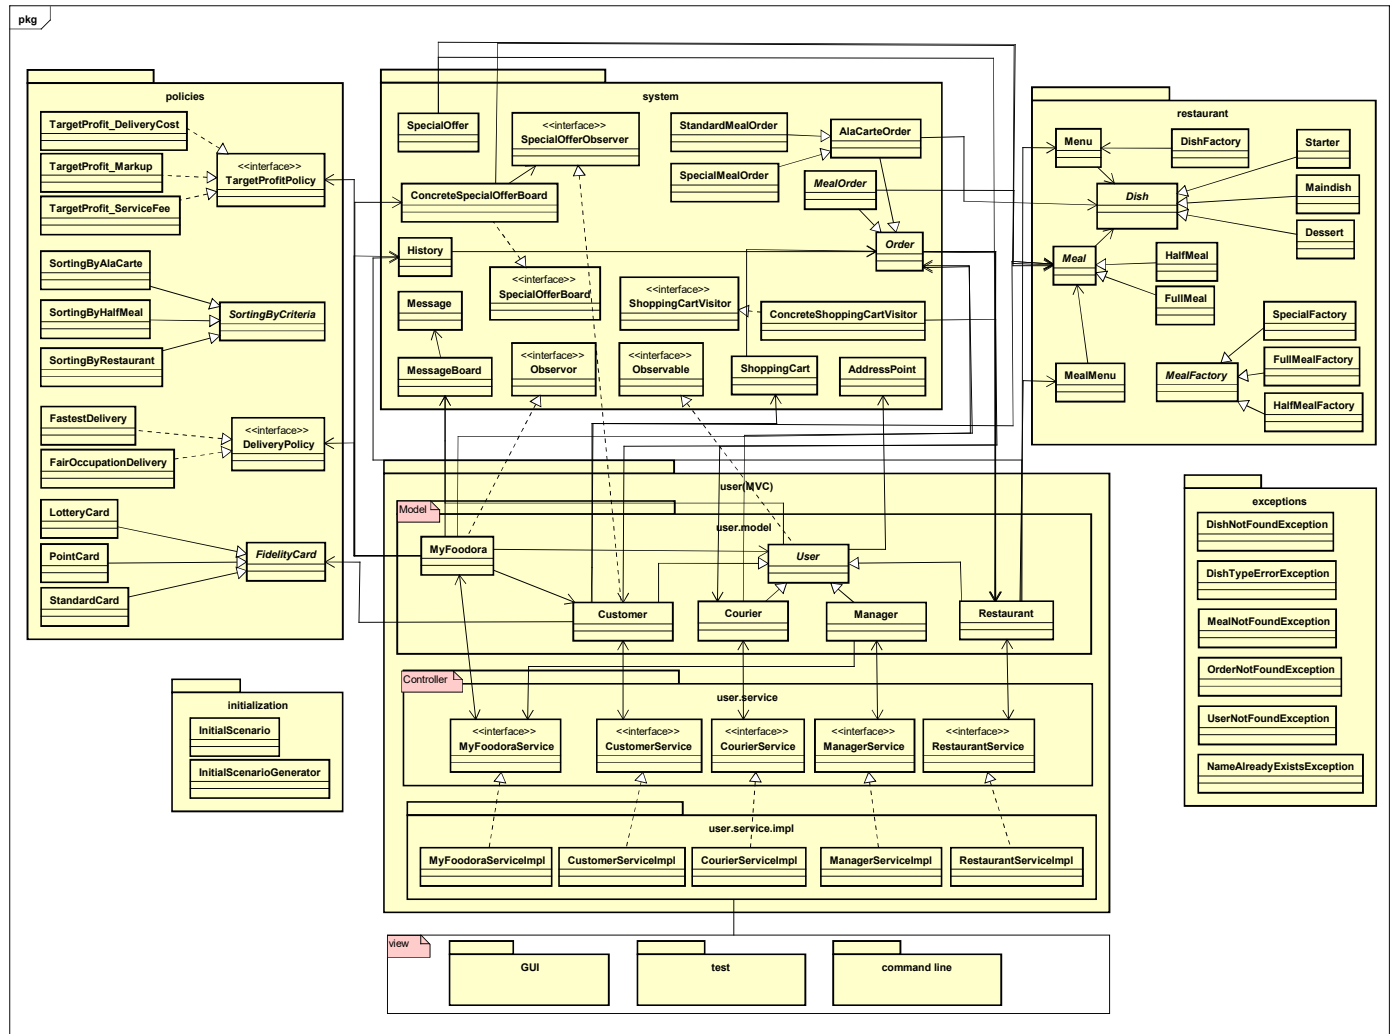 pkg
policies
TargetProfit_DeliveryCost
TargetProfit_Markup
TargetProfit_ServiceFee
<<interface>>
TargetProfitPolicy
SortingByAlaCarte
SortingByHalfMeal
SortingByRestaurant
SortingByCriteria
FastestDelivery
FairOccupationDelivery
<<interface>>
DeliveryPolicy
LotteryCard
PointCard
StandardCard
FidelityCard
initialization
InitialScenario
InitialScenarioGenerator
system
SpecialOffer
<<interface>>
SpecialOfferObserver
StandardMealOrder
AlaCarteOrder
SpecialMealOrder
MealOrder
ConcreteSpecialOfferBoard
History
Order
<<interface>>
SpecialOfferBoard
<<interface>>
ShoppingCartVisitor
ConcreteShoppingCartVisitor
Message
MessageBoard
<<interface>>
Observor
<<interface>>
Observable
ShoppingCart
AddressPoint
restaurant
Menu
DishFactory
Starter
Dish
Maindish
Dessert
Meal
HalfMeal
FullMeal
SpecialFactory
MealMenu
MealFactory
FullMealFactory
HalfMealFactory
user(MVC)
Model
user.model
MyFoodora
User
Customer
Courier
Manager
Restaurant
Controller
user.service
<<interface>>
MyFoodoraService
<<interface>>
CustomerService
<<interface>>
CourierService
<<interface>>
ManagerService
<<interface>>
RestaurantService
user.service.impl
MyFoodoraServiceImpl
CustomerServiceImpl
CourierServiceImpl
ManagerServiceImpl
RestaurantServiceImpl
view
GUI
test
command line
exceptions
DishNotFoundException
DishTypeErrorException
MealNotFoundException
OrderNotFoundException
UserNotFoundException
NameAlreadyExistsException